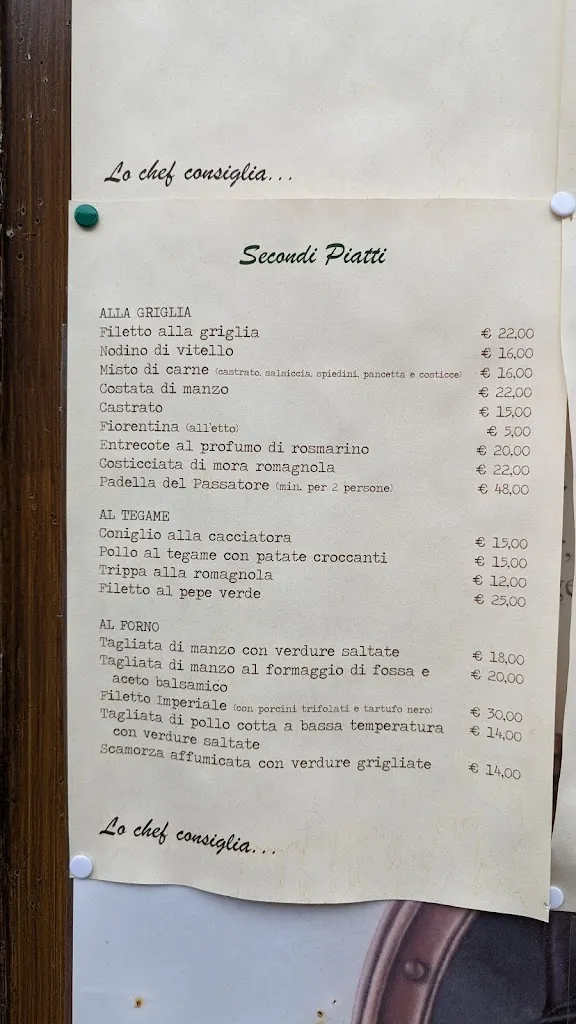 Lo chef consiglia...
Secondi Piatti
ALLA GRIGLIA
Filetto alla griglia € 22,00
Nodino di vitello € 16,00
Misto di carne (castrato, salsiccia, spiedini, pancetta e costicce) € 16,00
Costata di manzo € 22,00
Castrato € 15,00
Fiorentina (all'etto) € 5,00
Entrecote al profumo di rosmarino € 20,00
Costicciata di mora romagnola € 22,00
Padella del Passatore (min. per 2 persone) € 48,00
AL TEGAME
Coniglio alla cacciatora € 15,00
Pollo al tegame con patate croccanti € 15,00
Trippa alla romagnola € 12,00
Filetto al pepe verde € 25,00
AL FORNO
Tagliata di manzo con verdure saltate € 18,00
Tagliata di manzo al formaggio di fossa e € 20,00
aceto balsamico
Filetto Imperiale (con porcini trifolati e tartufo nero) € 30,00
Tagliata di pollo cotta a bassa temperatura € 14,00
con verdure saltate
Scamorza affumicata con verdure grigliate € 14,00
Lo chef consiglia...